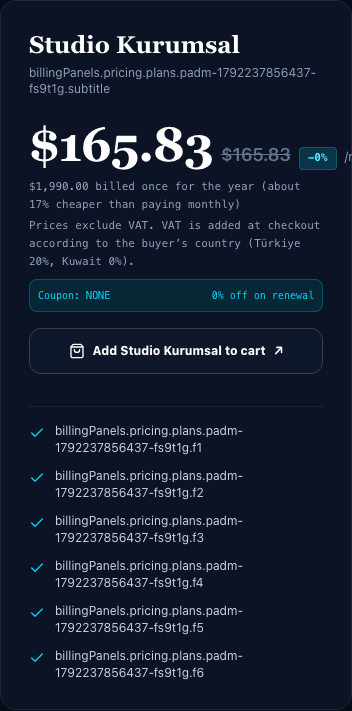 Studio Kurumsal
billingPanels.pricing.plans.padm-1792237856437-
fs9t1g.subtitle
$165.83 $165.83 −0%
$1,990.00 billed once for the year (about
17% cheaper than paying monthly)
Prices exclude VAT. VAT is added at checkout
according to the buyer’s country (Türkiye
20%, Kuwait 0%).
Coupon: NONE 0% off on renewal
Add Studio Kurumsal to cart ↗
billingPanels.pricing.plans.padm-
1792237856437-fs9t1g.f1
billingPanels.pricing.plans.padm-
1792237856437-fs9t1g.f2
billingPanels.pricing.plans.padm-
1792237856437-fs9t1g.f3
billingPanels.pricing.plans.padm-
1792237856437-fs9t1g.f4
billingPanels.pricing.plans.padm-
1792237856437-fs9t1g.f5
billingPanels.pricing.plans.padm-
1792237856437-fs9t1g.f6